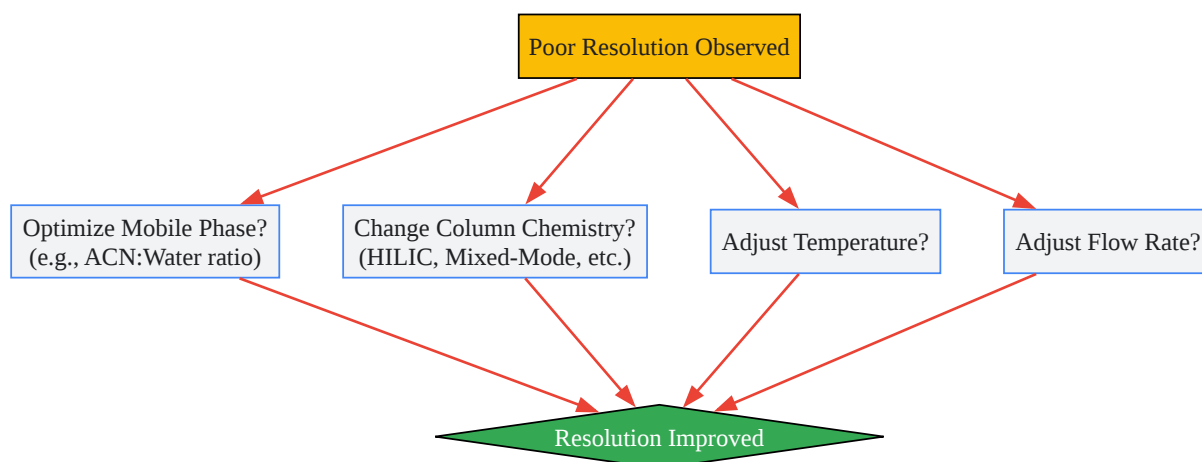 Poor Resolution Observed
Optimize Mobile Phase?
(e.g., ACN:Water ratio)
Change Column Chemistry?
(HILIC, Mixed-Mode, etc.)
Adjust Temperature?
Adjust Flow Rate?
Resolution Improved